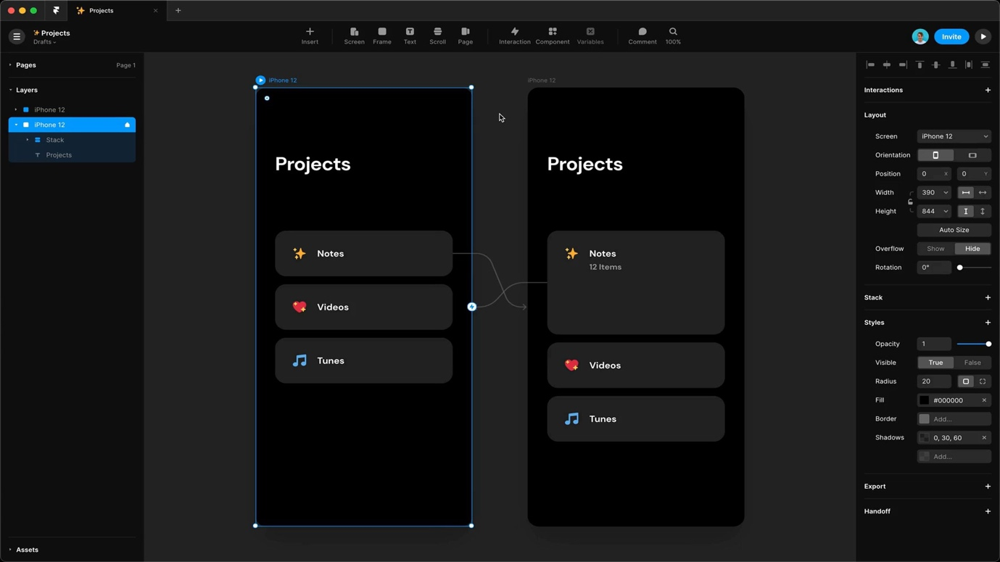 Projects
Projects
Drafts
Insert
Screen
Frame
Text
Scroll
Page
Interaction
Component
Variables
Comment
100%
Invite
Pages
Page 1
Layers
iPhone 12
iPhone 12
Stack
Projects
Assets
iPhone 12
Projects
Notes
Videos
Tunes
iPhone 12
Projects
Notes
12 Items
Videos
Tunes
Interactions
Layout
Screen
iPhone 12
Orientation
Position
0 X
0 Y
Width
390
Height
844
Auto Size
Overflow
Show
Hide
Rotation
0°
Stack
Styles
Opacity
1
Visible
True
False
Radius
20
Fill
#000000
Border
Add...
Shadows
0, 30, 60
Add...
Export
Handoff